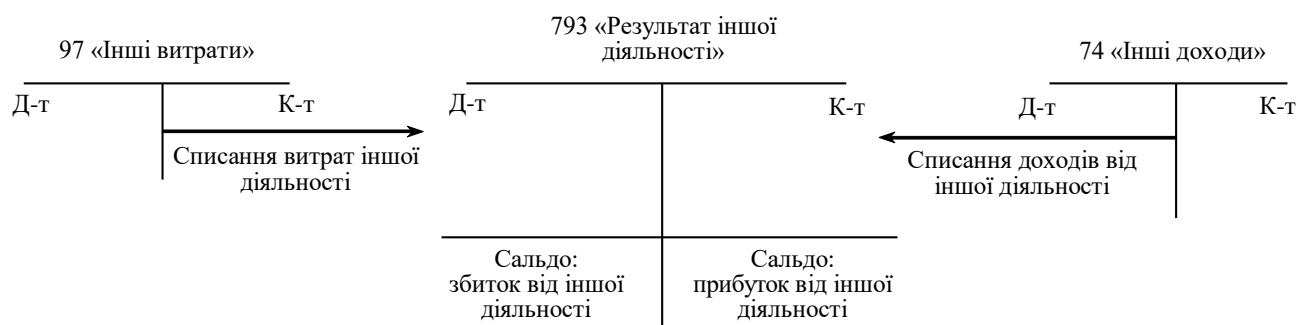 97 «Інші витрати»
793 «Результат іншої
діяльності»
74 «Інші доходи»
Д-т
К-т
Д-т
К-т
Д-т
К-т
Списання витрат іншої
діяльності
Списання доходів від
іншої діяльності
Сальдо:
збиток від іншої
діяльності
Сальдо:
прибуток від іншої
діяльності